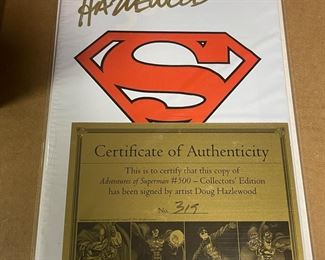 HAZLEWOOD
S
Certificate of Authenticity
This is to certify that this copy of
Adventures of Superman #500 – Collectors' Edition
has been signed by artist Doug Hazlewood
No. 319